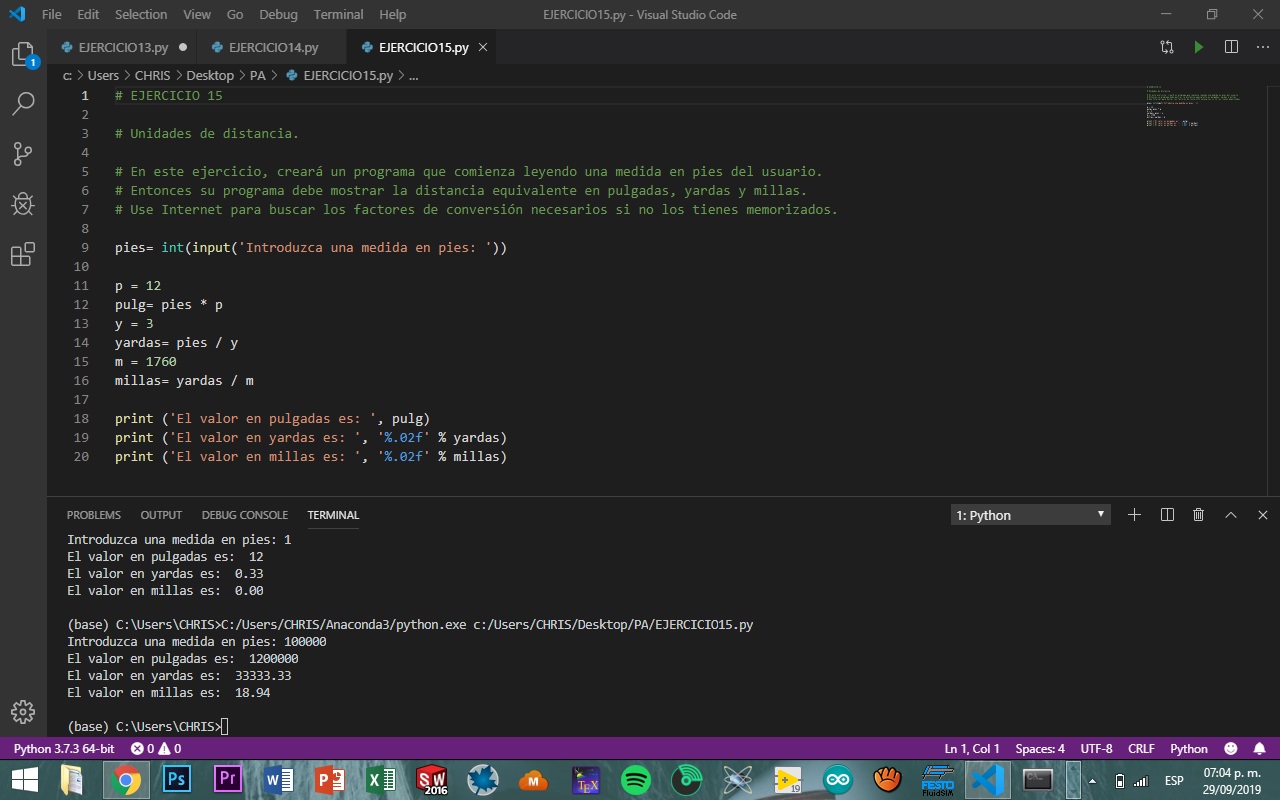 File Edit Selection View Go Debug Terminal Help EJERCICIO15.py - Visual Studio Code
EJERCICIO13.py EJERCICIO14.py EJERCICIO15.py
1
c: > Users > CHRIS > Desktop > PA > EJERCICIO15.py > ...
1 # EJERCICIO 15
2
3 # Unidades de distancia.
4
5 # En este ejercicio, creará un programa que comienza leyendo una medida en pies del usuario.
6 # Entonces su programa debe mostrar la distancia equivalente en pulgadas, yardas y millas.
7 # Use Internet para buscar los factores de conversión necesarios si no los tienes memorizados.
8
9 pies= int(input('Introduzca una medida en pies: '))
10
11 p = 12
12 pulg= pies * p
13 y = 3
14 yardas= pies / y
15 m = 1760
16 millas= yardas / m
17
18 print ('El valor en pulgadas es: ', pulg)
19 print ('El valor en yardas es: ', '%.02f' % yardas)
20 print ('El valor en millas es: ', '%.02f' % millas)
PROBLEMS OUTPUT DEBUG CONSOLE TERMINAL 1: Python
Introduzca una medida en pies: 1
El valor en pulgadas es:  12
El valor en yardas es:  0.33
El valor en millas es:  0.00
(base) C:\Users\CHRIS>C:/Users/CHRIS/Anaconda3/python.exe c:/Users/CHRIS/Desktop/PA/EJERCICIO15.py
Introduzca una medida en pies: 100000
El valor en pulgadas es:  1200000
El valor en yardas es:  33333.33
El valor en millas es:  18.94
(base) C:\Users\CHRIS>
Python 3.7.3 64-bit 0 0 Ln 1, Col 1 Spaces: 4 UTF-8 CRLF Python
Ps Pr SW 2016 TEX 19 FESTO FluidSIM ESP 07:04 p. m.
29/09/2019